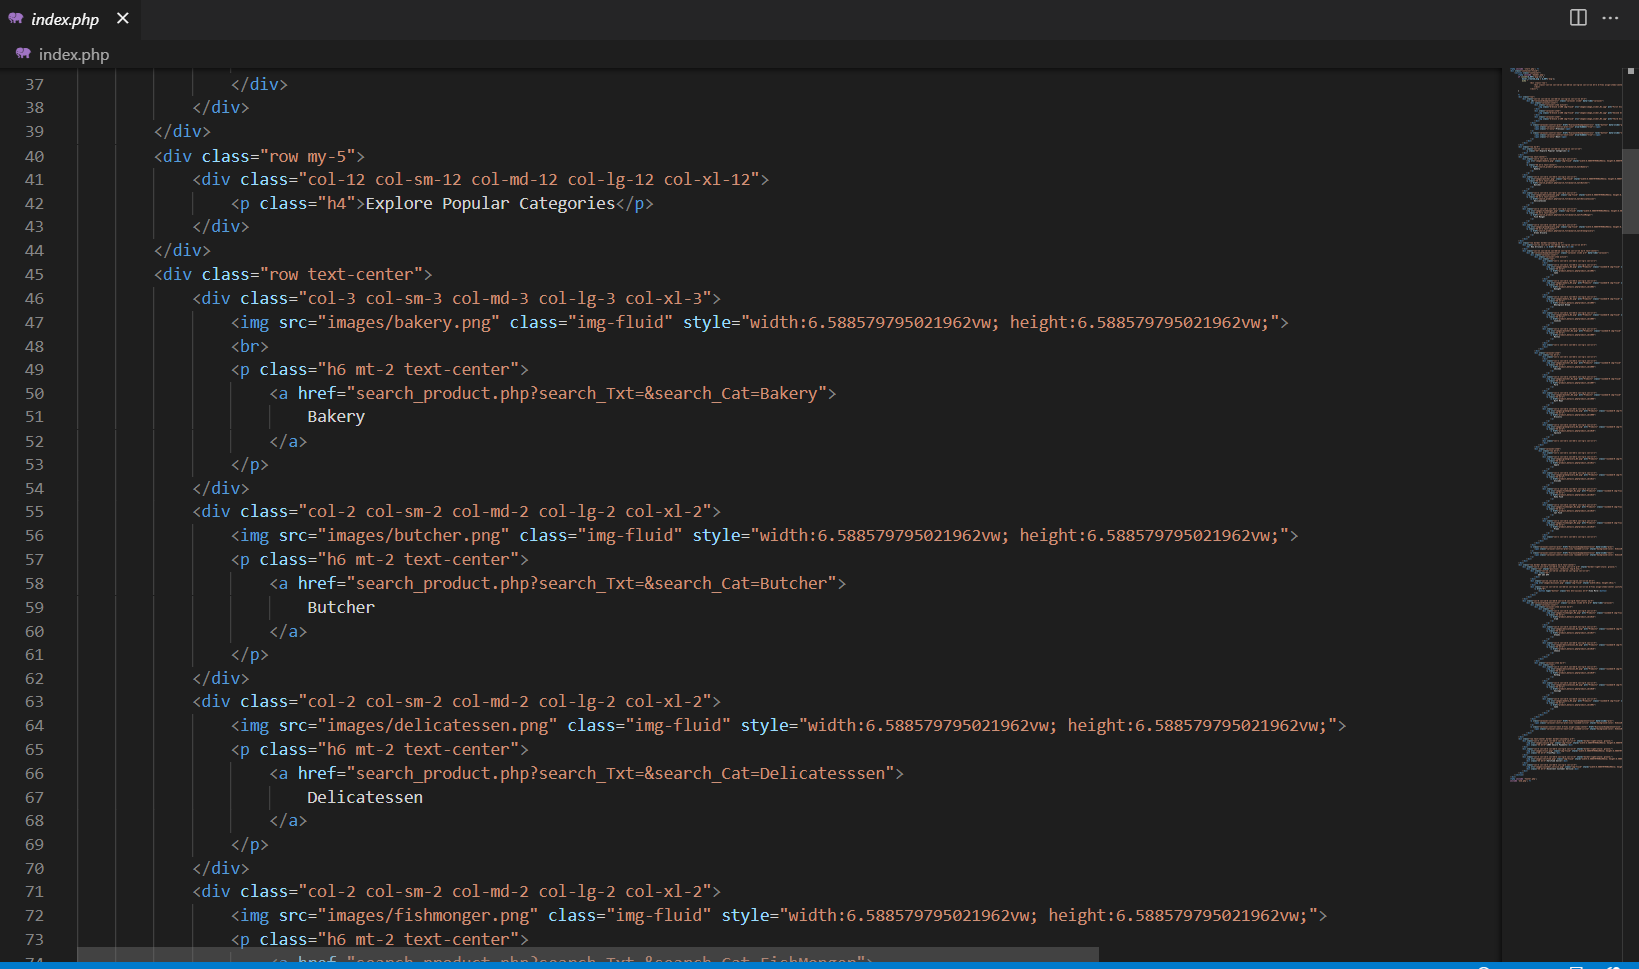 index.php
index.php
37 </div>
38 </div>
39 </div>
40 <div class="row my-5">
41 <div class="col-12 col-sm-12 col-md-12 col-lg-12 col-xl-12">
42 <p class="h4">Explore Popular Categories</p>
43 </div>
44 </div>
45 <div class="row text-center">
46 <div class="col-3 col-sm-3 col-md-3 col-lg-3 col-xl-3">
47 <img src="images/bakery.png" class="img-fluid" style="width:6.588579795021962vw; height:6.588579795021962vw;">
48 <br>
49 <p class="h6 mt-2 text-center">
50 <a href="search_product.php?search_Txt=&search_Cat=Bakery">
51 Bakery
52 </a>
53 </p>
54 </div>
55 <div class="col-2 col-sm-2 col-md-2 col-lg-2 col-xl-2">
56 <img src="images/butcher.png" class="img-fluid" style="width:6.588579795021962vw; height:6.588579795021962vw;">
57 <p class="h6 mt-2 text-center">
58 <a href="search_product.php?search_Txt=&search_Cat=Butcher">
59 Butcher
60 </a>
61 </p>
62 </div>
63 <div class="col-2 col-sm-2 col-md-2 col-lg-2 col-xl-2">
64 <img src="images/delicatessen.png" class="img-fluid" style="width:6.588579795021962vw; height:6.588579795021962vw;">
65 <p class="h6 mt-2 text-center">
66 <a href="search_product.php?search_Txt=&search_Cat=Delicatesssen">
67 Delicatessen
68 </a>
69 </p>
70 </div>
71 <div class="col-2 col-sm-2 col-md-2 col-lg-2 col-xl-2">
72 <img src="images/fishmonger.png" class="img-fluid" style="width:6.588579795021962vw; height:6.588579795021962vw;">
73 <p class="h6 mt-2 text-center">
74 <a href="search_product.php?search_Txt=&search_Cat=FishMonger">